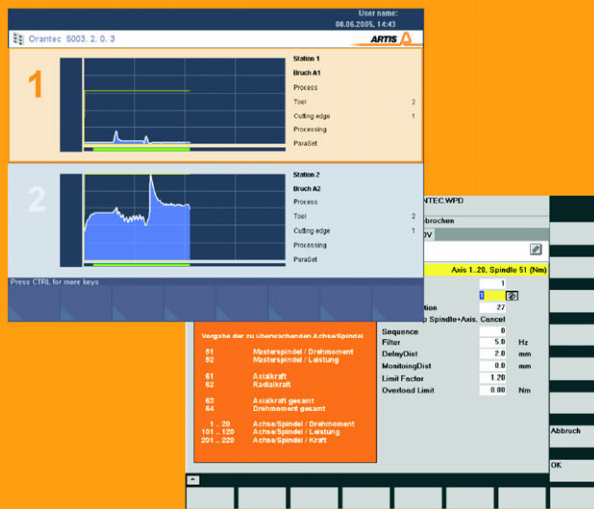 User name:
08.06.2005, 14:43
Orantec 5003. 2. 0. 3
ARTIS
1
Station 1
Bruch A1
Process
Tool 2
Cutting edge 1
Processing
ParaSet
2
Station 2
Bruch A2
Process
Tool 2
Cutting edge 1
Processing
ParaSet
Press CTRL for more keys
NTEC.WPD
brochen
OV
Axis 1..20, Spindle 51 (Nm)
1
1
tion 27
p Spindle+Axis, Cancel
Sequence 0
Filter 5.0 Hz
DelayDist 2.0 mm
MonitoingDist 0.0 mm
Limit Factor 1.20
Overload Limit 0.00 Nm
Vorgabe der zu überwachenden Achse/Spindel
51 Masterspindel / Drehmoment
52 Masterspindel / Leistung
61 Axialkraft
62 Radialkraft
63 Axialkraft gesamt
64 Drehmoment gesamt
1 .. 20 Achse/Spindel / Drehmoment
101 .. 120 Achse/Spindel / Leistung
201 .. 220 Achse/Spindel / Kraft
Abbruch
OK